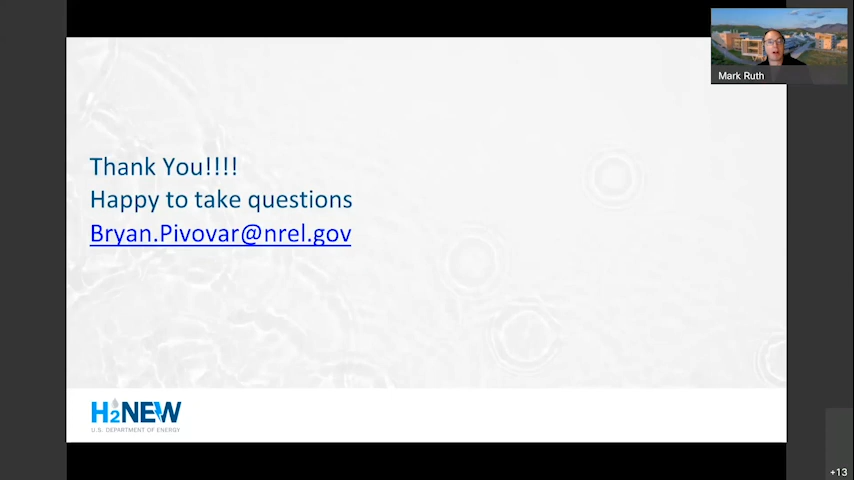 Mark Ruth
Thank You!!!!
Happy to take questions
Bryan.Pivovar@nrel.gov
H2NEW
U.S. DEPARTMENT OF ENERGY
+13